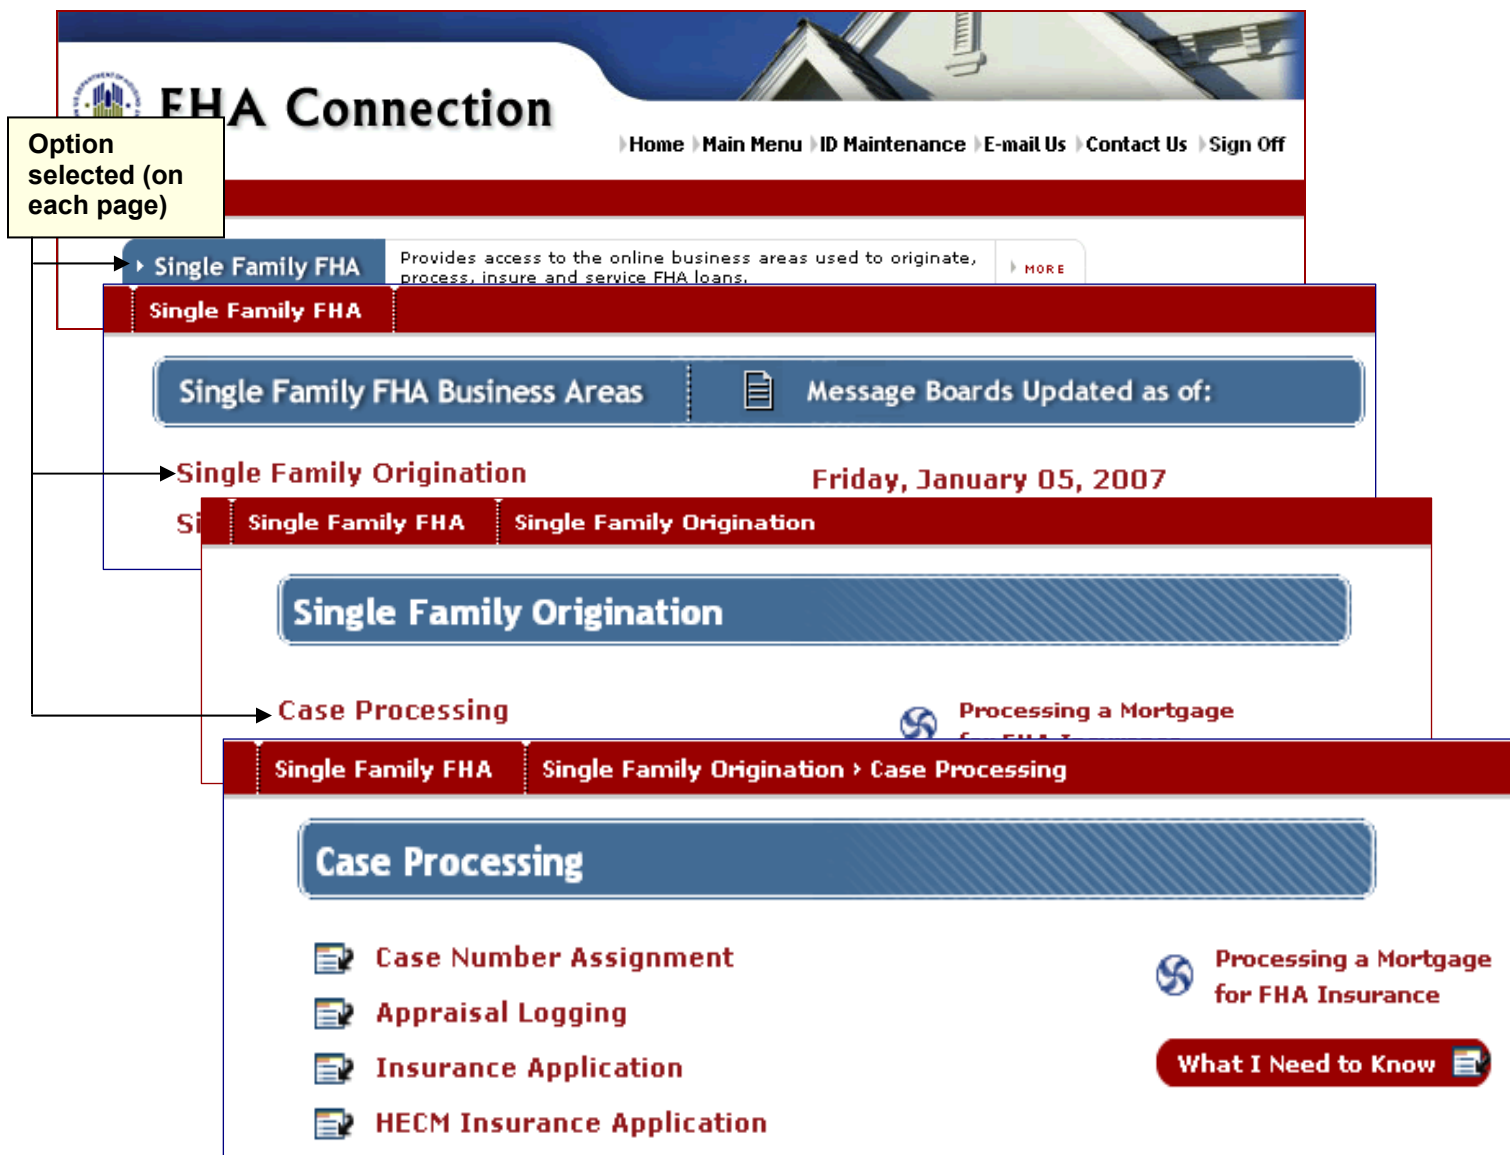 FHA Connection
Home Main Menu ID Maintenance E-mail Us Contact Us Sign Off
Option
selected (on
each page)
Single Family FHA
Provides access to the online business areas used to originate,
process, insure and service FHA loans.
MORE
Single Family FHA
Single Family FHA Business Areas
Message Boards Updated as of:
Single Family Origination
Friday, January 05, 2007
Si
Single Family FHA
Single Family Origination
Single Family Origination
Case Processing
Processing a Mortgage
for FHA Insurance
Single Family FHA
Single Family Origination › Case Processing
Case Processing
Case Number Assignment
Appraisal Logging
Insurance Application
HECM Insurance Application
Processing a Mortgage
for FHA Insurance
What I Need to Know